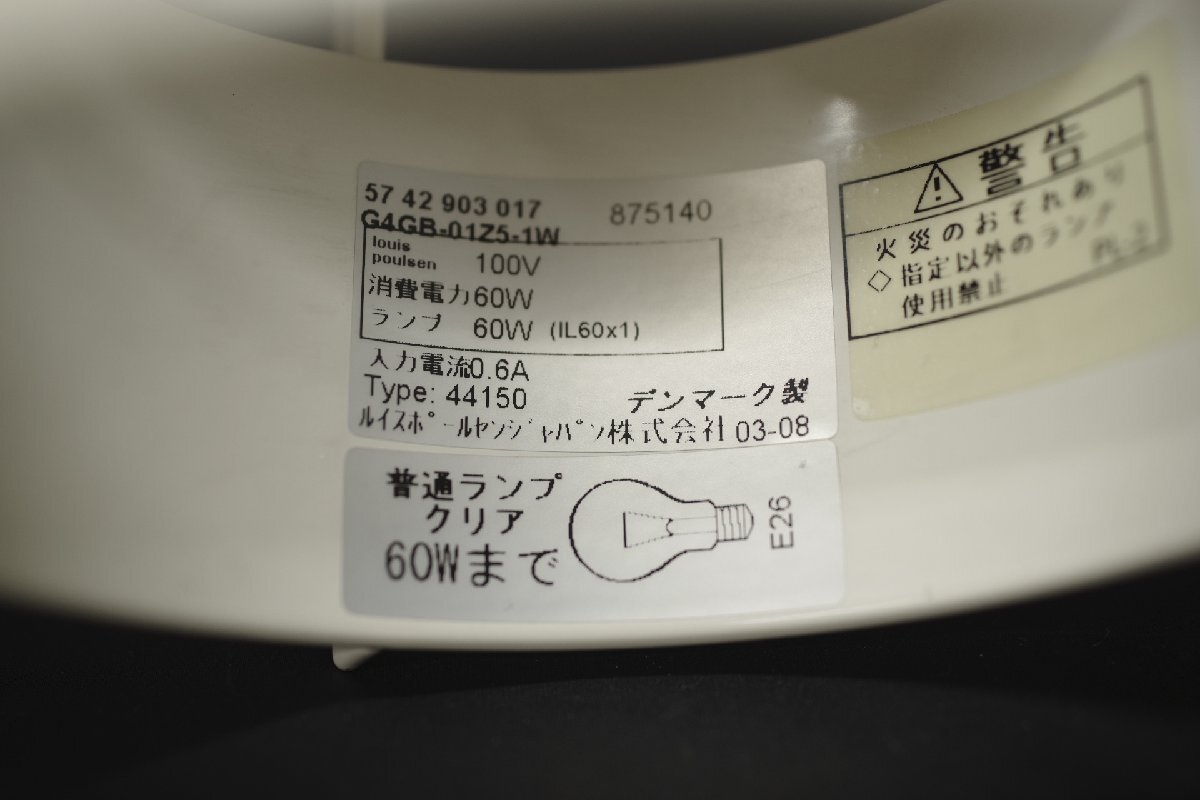 57 42 903 017
875140
G4GB-01Z5-1W
louis
poulsen 100V
消費電力60W
ランプ 60W (IL60x1)
入力電流0.6A
Type: 44150
デンマーク製
ルイスポールセンジャパン株式会社 03-08
普通ランプ
クリア
60Wまで
E26
警告
火災のおそれあり
◇指定以外のランプ
使用禁止